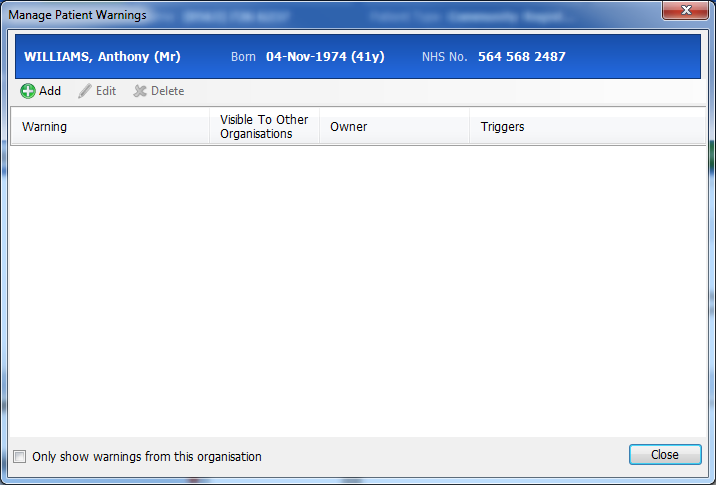 Manage Patient Warnings
WILLIAMS, Anthony (Mr) Born 04-Nov-1974 (41y) NHS No. 564 568 2487
Add Edit Delete
Warning Visible To Other Organisations Owner Triggers
Only show warnings from this organisation Close